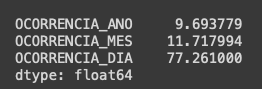 OCORRENCIA_ANO 9.693779
OCORRENCIA_MES 11.717994
OCORRENCIA_DIA 77.261000
dtype: float64